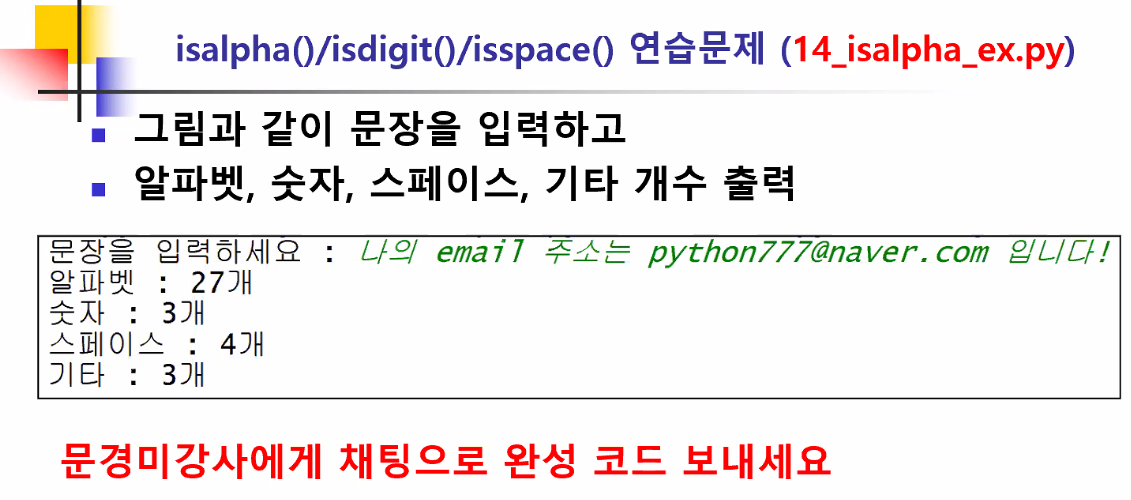 isalpha()/isdigit()/isspace() 연습문제 (14_isalpha_ex.py)
그림과 같이 문장을 입력하고
알파벳, 숫자, 스페이스, 기타 개수 출력
문장을 입력하세요 : 나의 email 주소는 python777@naver.com 입니다!
알파벳 : 27개
숫자 : 3개
스페이스 : 4개
기타 : 3개
문경미강사에게 채팅으로 완성 코드 보내세요